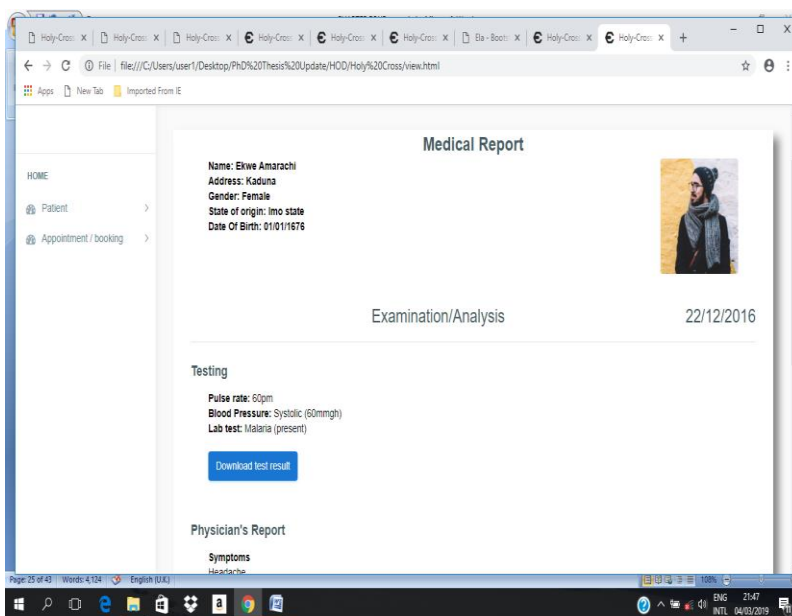 Holy-Cross X Holy-Cross X Holy-Cross X Holy-Cross X Holy-Cross X Holy-Cross X Ela - Boots X Holy-Cross X Holy-Cross X +
File | file:///C:/Users/user1/Desktop/PhD%20Thesis%20Update/HOD/Holy%20Cross/view.html
Apps New Tab Imported From IE
Medical Report
Name: Ekwe Amarachi
Address: Kaduna
Gender: Female
State of origin: Imo state
Date Of Birth: 01/01/1676
HOME
Patient
Appointment / booking
Examination/Analysis 22/12/2016
Testing
Pulse rate: 60pm
Blood Pressure: Systolic (60mmgh)
Lab test: Malaria (present)
Download test result
Physician's Report
Symptoms
Headache
Page: 25 of 43 Words: 4,124 English (U.K.) 108%
ENG 21:47
INTL 04/03/2019